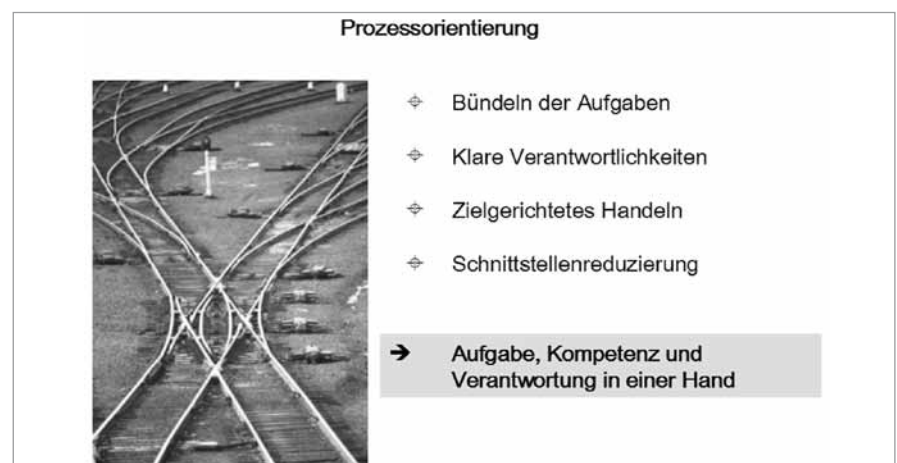 Prozessorientierung
Bündeln der Aufgaben
Klare Verantwortlichkeiten
Zielgerichtetes Handeln
Schnittstellenreduzierung
➔ Aufgabe, Kompetenz und
Verantwortung in einer Hand